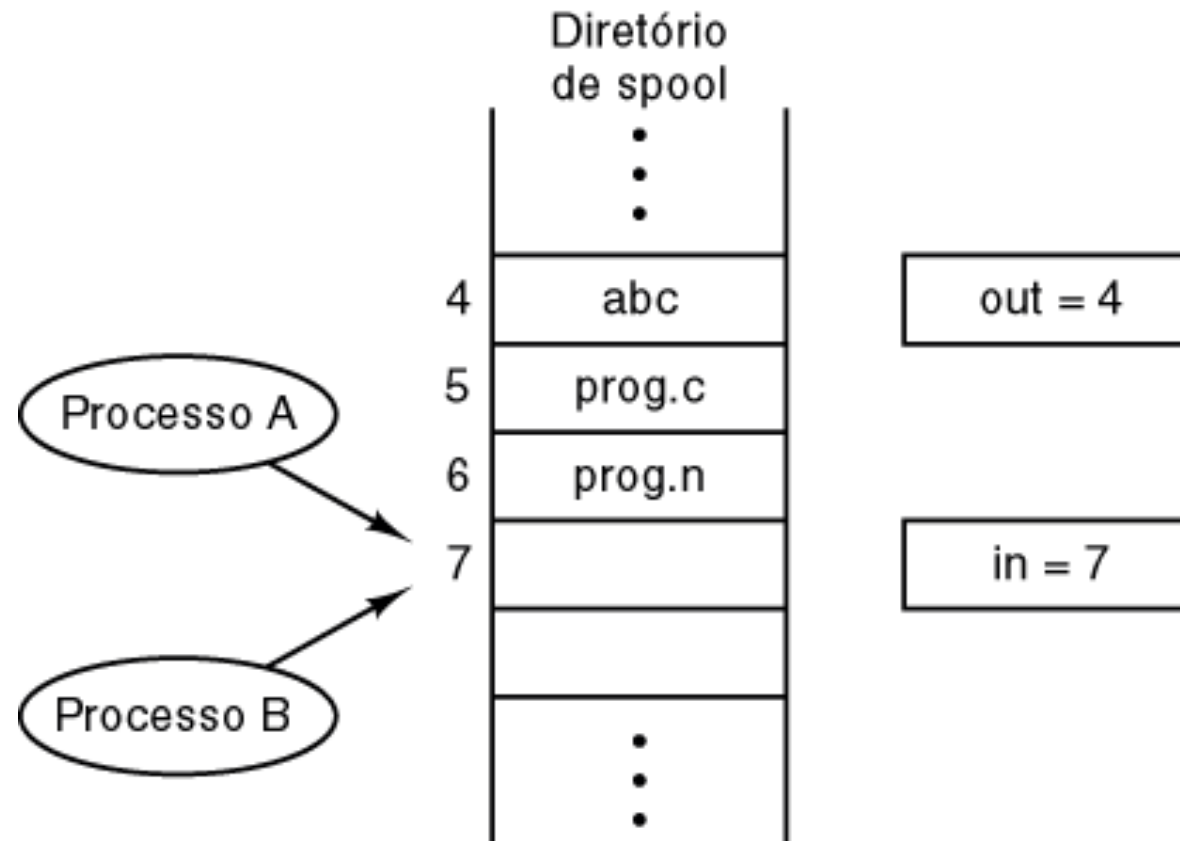 Diretório
de spool
4 abc out = 4
Processo A
5 prog.c
6 prog.n
7 in = 7
Processo B